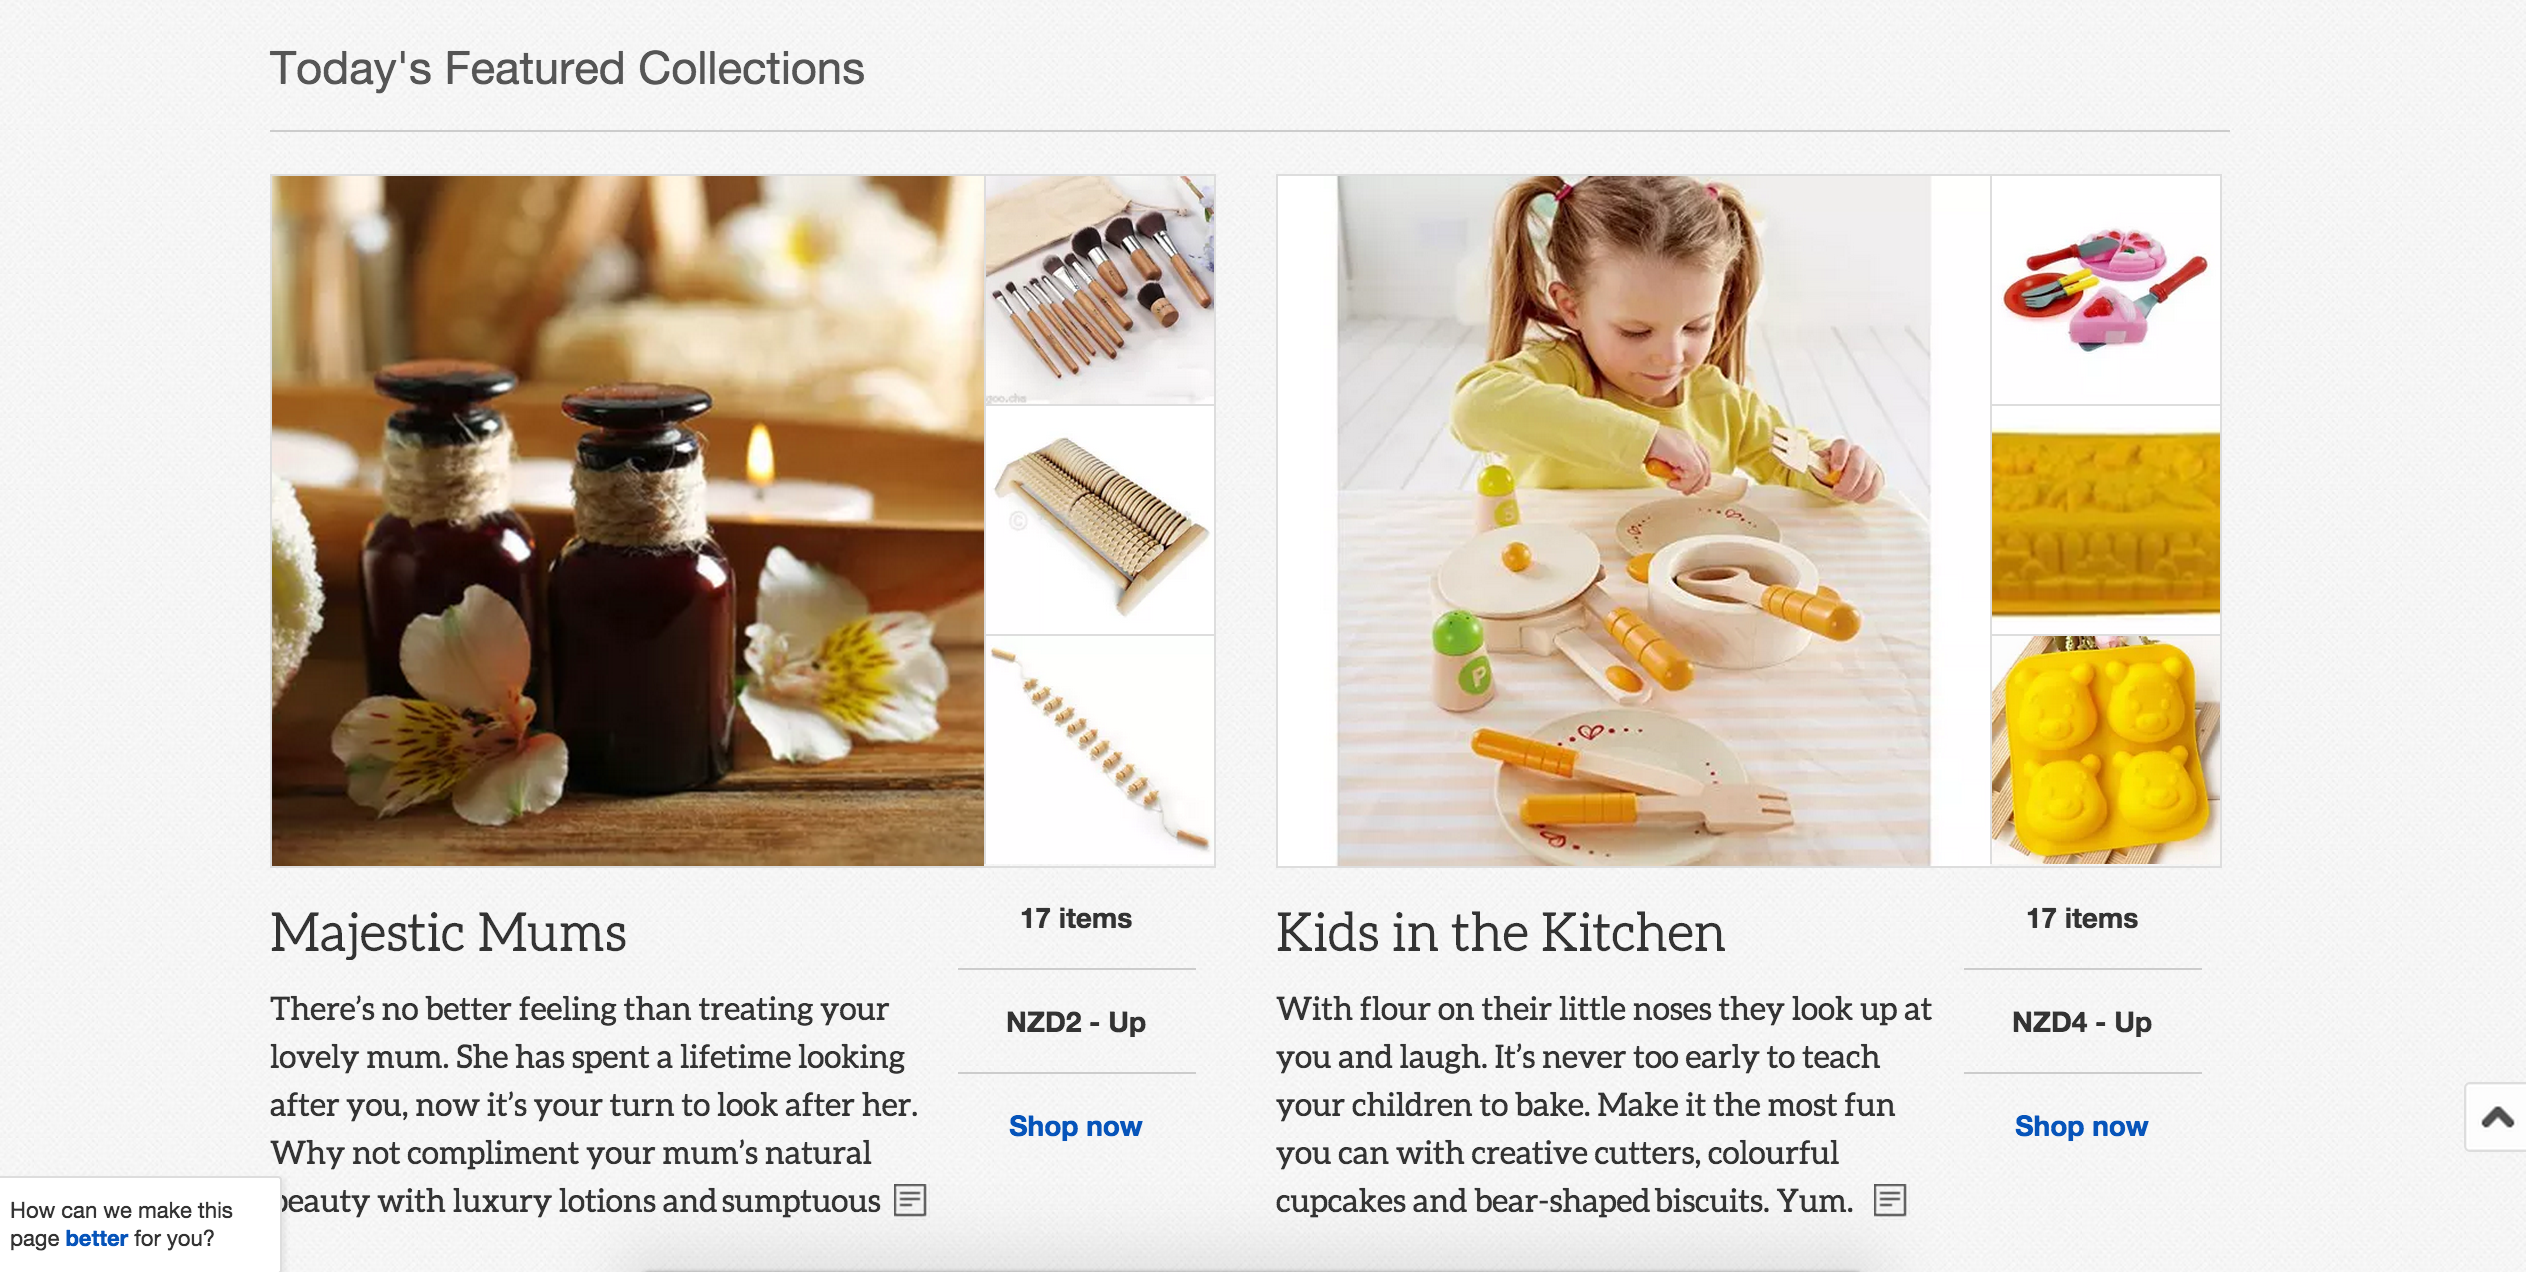 Today's Featured Collections
goo.cha
©
S
P
Majestic Mums
17 items
There’s no better feeling than treating your
lovely mum. She has spent a lifetime looking
after you, now it’s your turn to look after her.
Why not compliment your mum’s natural
beauty with luxury lotions and sumptuous
NZD2 - Up
Shop now
Kids in the Kitchen
17 items
With flour on their little noses they look up at
you and laugh. It’s never too early to teach
your children to bake. Make it the most fun
you can with creative cutters, colourful
cupcakes and bear-shaped biscuits. Yum.
NZD4 - Up
Shop now
How can we make this
page better for you?